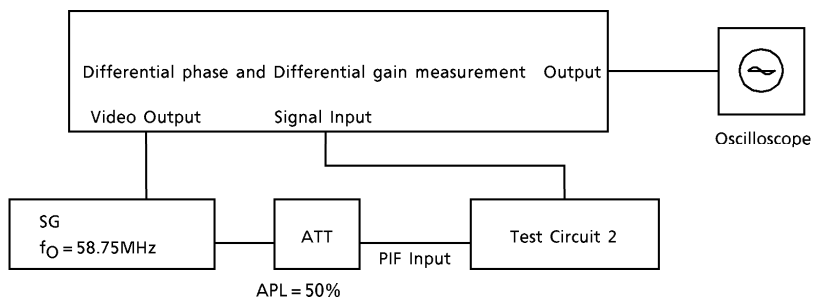 Differential phase and Differential gain measurement Output
Video Output Signal Input
Oscilloscope
SG
fO = 58.75MHz
ATT
PIF Input
Test Circuit 2
APL = 50%